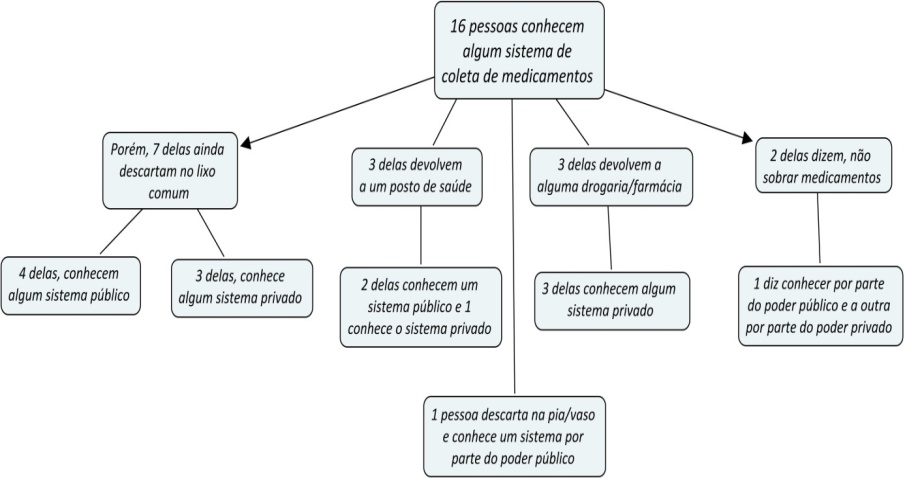 16 pessoas conhecem
algum sistema de
coleta de medicamentos
Porém, 7 delas ainda
descartam no lixo
comum
3 delas devolvem
a um posto de saúde
3 delas devolvem a
alguma drogaria/farmácia
2 delas dizem, não
sobrar medicamentos
4 delas, conhecem
algum sistema público
3 delas, conhece
algum sistema privado
2 delas conhecem um
sistema público e 1
conhece o sistema privado
3 delas conhecem algum
sistema privado
1 diz conhecer por parte
do poder público e a outra
por parte do poder privado
1 pessoa descarta na pia/vaso
e conhece um sistema por
parte do poder público